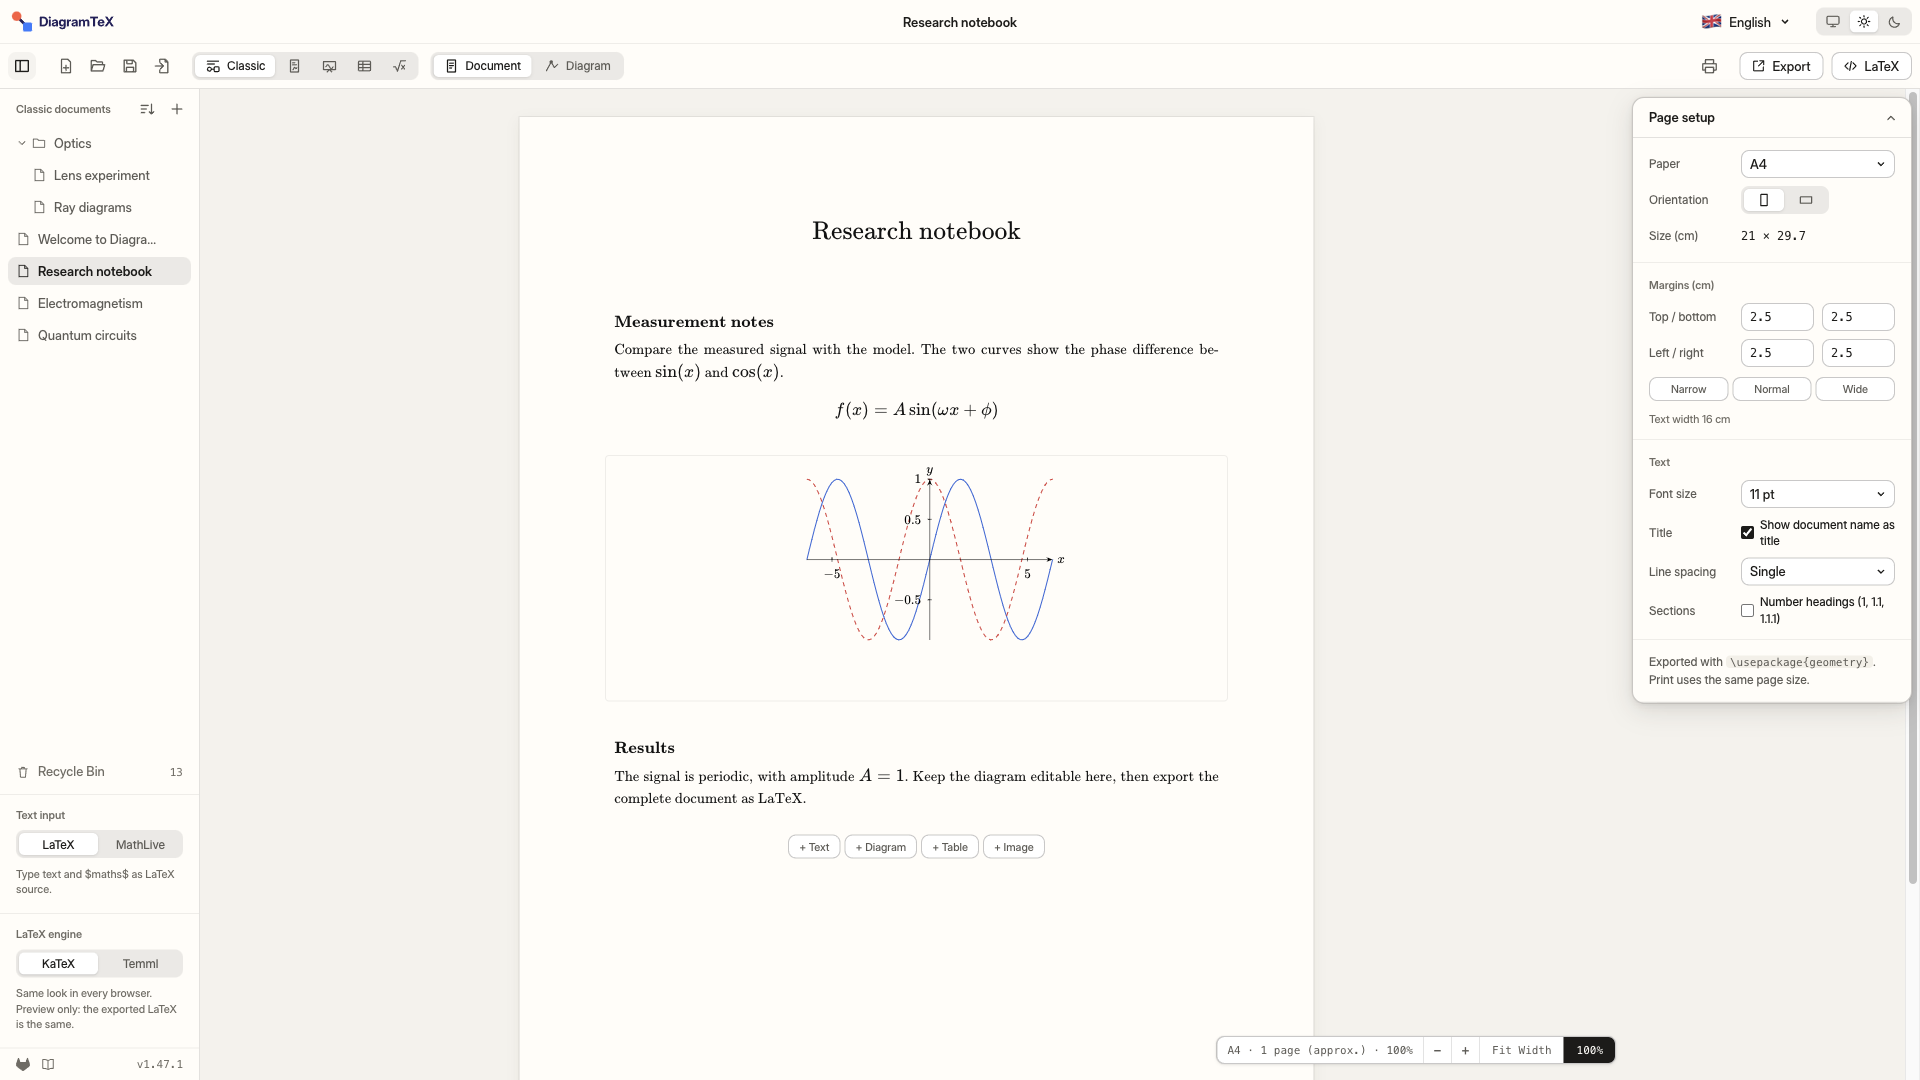 DiagramTeX
Research notebook
English
Classic
Document
Diagram
Export
LaTeX
Classic documents
Optics
Lens experiment
Ray diagrams
Welcome to Diagra...
Research notebook
Electromagnetism
Quantum circuits
Recycle Bin 13
Text input
LaTeX MathLive
Type text and $maths$ as LaTeX
source.
LaTeX engine
KaTeX Temml
Same look in every browser.
Preview only: the exported LaTeX
is the same.
v1.47.1
Research notebook
Measurement notes
Compare the measured signal with the model. The two curves show the phase difference be-
tween sin(x) and cos(x).
f(x) = A sin(ωx + ϕ)
y
1
0.5
x
−5 5
−0.5
Results
The signal is periodic, with amplitude A = 1. Keep the diagram editable here, then export the
complete document as LaTeX.
+ Text + Diagram + Table + Image
A4 · 1 page (approx.) · 100% − + Fit Width 100%
Page setup
Paper A4
Orientation
Size (cm) 21 × 29.7
Margins (cm)
Top / bottom 2.5 2.5
Left / right 2.5 2.5
Narrow Normal Wide
Text width 16 cm
Text
Font size 11 pt
Title Show document name as
title
Line spacing Single
Sections Number headings (1, 1.1,
1.1.1)
Exported with \usepackage{geometry}.
Print uses the same page size.